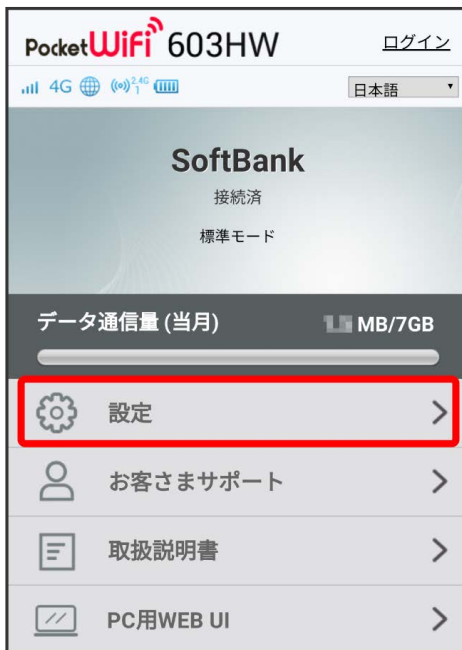 Pocket WiFi 603HW
ログイン
4G 2.4G 1
日本語
SoftBank
接続済
標準モード
データ通信量 (当月) MB/7GB
設定
お客さまサポート
取扱説明書
PC用WEB UI